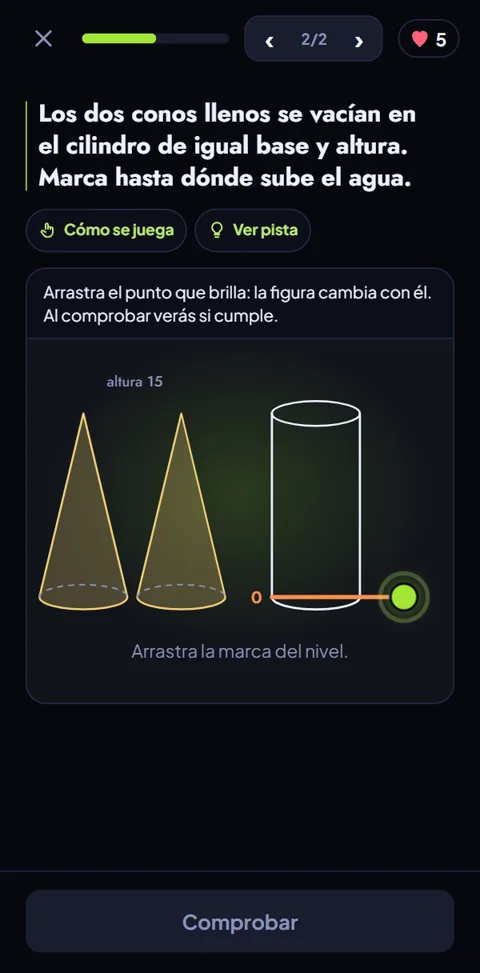 2/2
5
Los dos conos llenos se vacían en
el cilindro de igual base y altura.
Marca hasta dónde sube el agua.
Cómo se juega
Ver pista
Arrastra el punto que brilla: la figura cambia con él.
Al comprobar verás si cumple.
altura 15
0
Arrastra la marca del nivel.
Comprobar